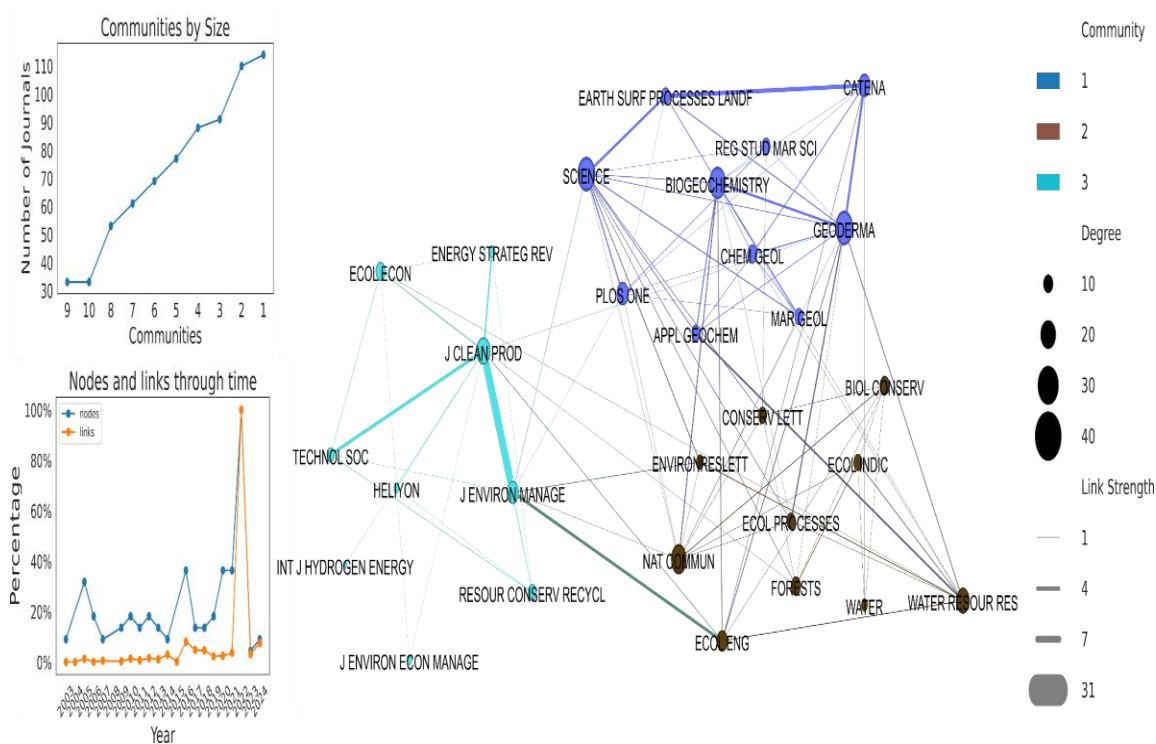 Communities by Size
Number of Journals
110
100
90
80
70
60
50
40
30
9 10 8 7 6 5 4 3 2 1
Communities
Nodes and links through time
nodes
links
Percentage
100%
80%
60%
40%
20%
0%
2003
2024
Year
EARTH SURF PROCESSES LANDF
CATENA
REG STUD MAR SCI
SCIENCE
BIOGEOCHEMISTRY
GEODERMA
CHEM GEOL
ENERGY STRATEG REV
ECOL ECON
PLOS ONE
MAR GEOL
APPL GEOCHEM
J CLEAN PROD
BIOL CONSERV
CONSERV LETT
TECHNOL SOC
ENVIRON RES LETT
ECOL INDIC
HELIYON
J ENVIRON MANAGE
ECOL PROCESSES
NAT COMMUN
INT J HYDROGEN ENERGY
RESOUR CONSERV RECYCL
FORESTS
WATER
WATER RESOUR RES
ECOL ENG
J ENVIRON ECON MANAGE
Community
1
2
3
Degree
10
20
30
40
Link Strength
1
4
7
31